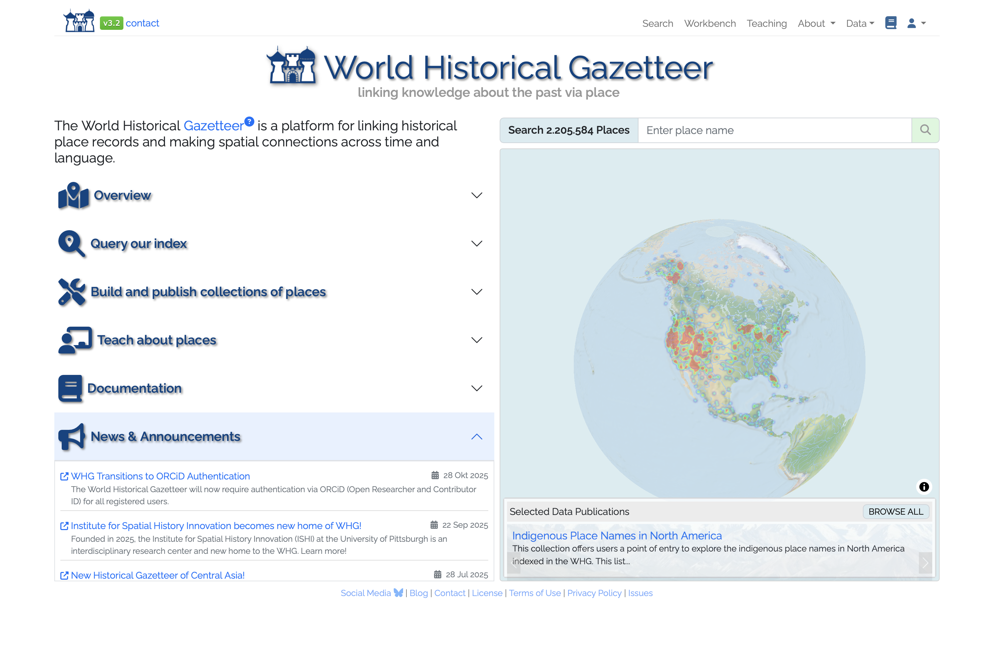 v3.2 contact
Search Workbench Teaching About Data
World Historical Gazetteer
linking knowledge about the past via place
The World Historical Gazetteer is a platform for linking historical
place records and making spatial connections across time and
language.
Overview
Query our index
Build and publish collections of places
Teach about places
Documentation
News & Announcements
WHG Transitions to ORCiD Authentication 28 Okt 2025
The World Historical Gazetteer will now require authentication via ORCiD (Open Researcher and Contributor
ID) for all registered users.
Institute for Spatial History Innovation becomes new home of WHG! 22 Sep 2025
Founded in 2025, the Institute for Spatial History Innovation (ISHI) at the University of Pittsburgh is an
interdisciplinary research center and new home to the WHG. Learn more!
New Historical Gazetteer of Central Asia! 28 Jul 2025
Search 2.205.584 Places Enter place name
Selected Data Publications BROWSE ALL
Indigenous Place Names in North America
This collection offers users a point of entry to explore the indigenous place names in North America
indexed in the WHG. This list...
Social Media | Blog | Contact | License | Terms of Use | Privacy Policy | Issues